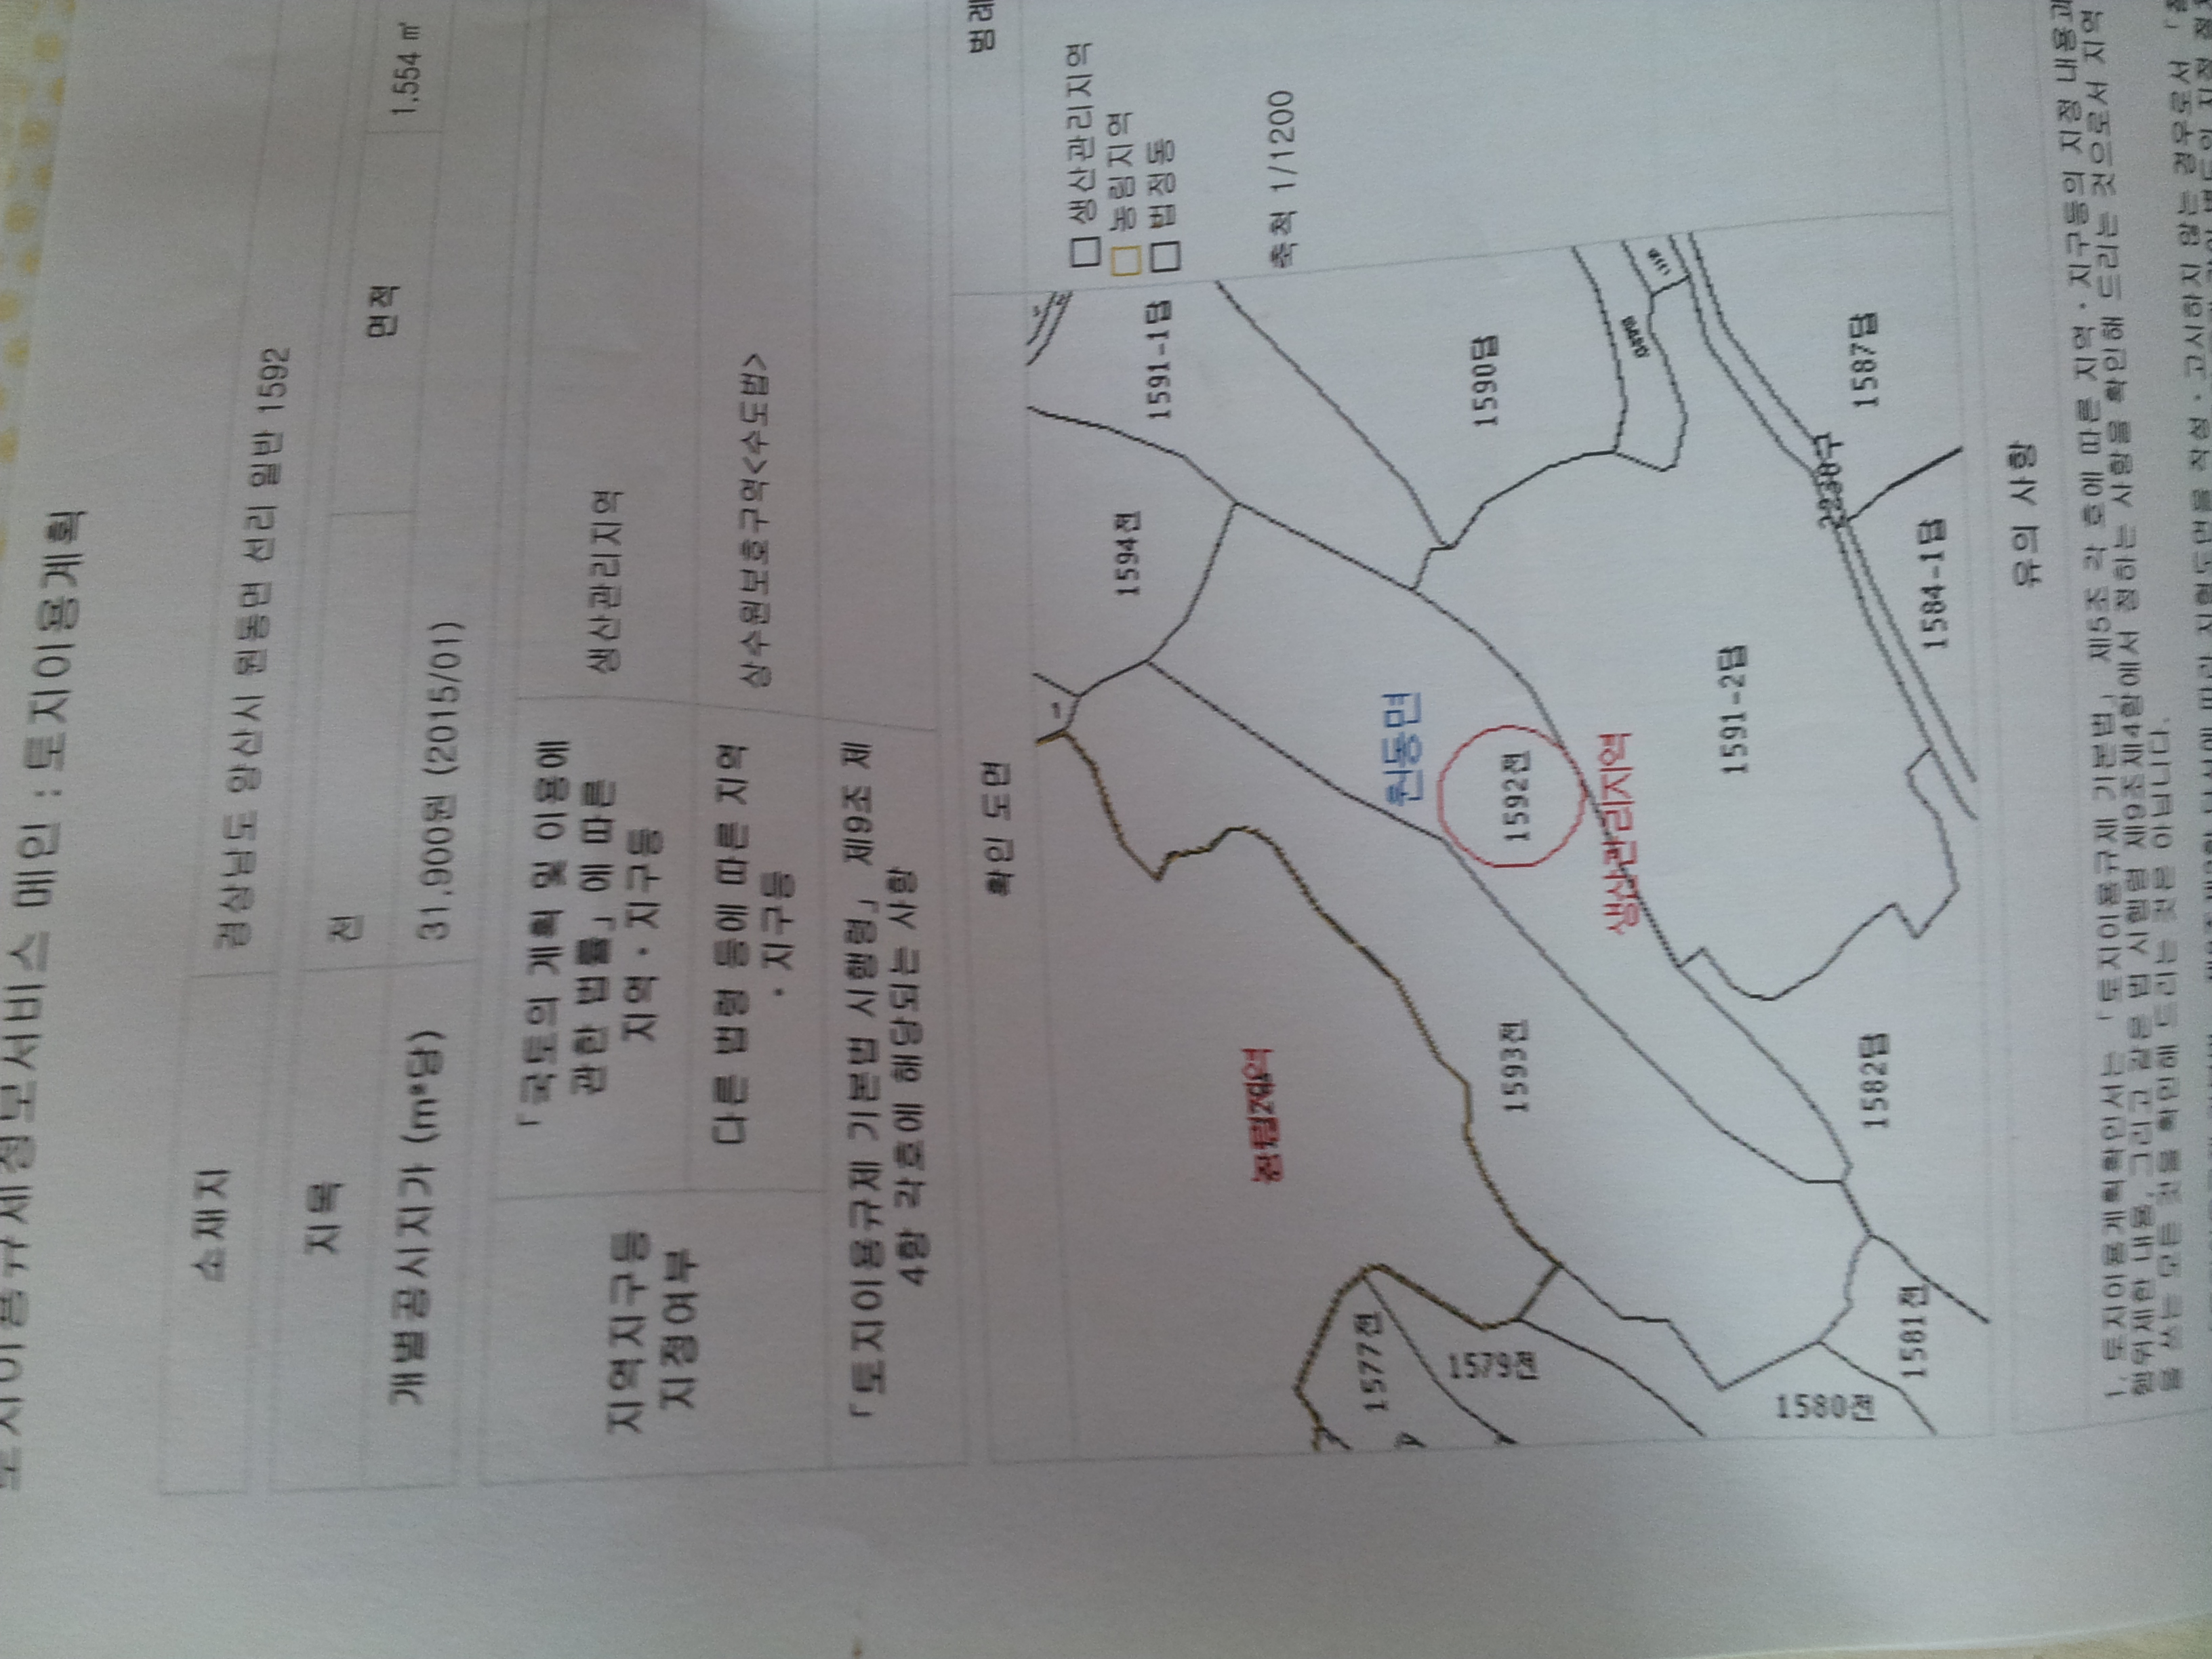 토지이용규제정보서비스 메인 : 토지이용계획
소재지
경상남도 양산시 원동면 선리 일반 1592
지목
전
면적
1,554 ㎡
개별공시지가 (m²당)
31,900원 (2015/01)
지역지구등
지정여부
「국토의 계획 및 이용에
관한 법률」에 따른
지역ㆍ지구등
생산관리지역
다른 법령 등에 따른 지역
ㆍ지구등
상수원보호구역<수도법>
「토지이용규제 기본법 시행령」 제9조 제
4항 각호에 해당되는 사항
확인 도면
범례
농림지역
1577전
1579전
1580전
1581전
1593전
1582답
생산관리지역
1592전
원동면
1591-2답
1594전
1584-1답
1590답
1591-1답
1587답
□ 생산관리지역
□ 농림지역
□ 법정동
축척 1/1200
유의 사항
1. 토지이용계획확인서는 「토지이용규제 기본법」 제5조 각 호에 따른 지역ㆍ지구등의 지정 내용과
행위제한 내용, 그리고 같은 법 시행령 제9조제4항에서 정하는 사항을 확인해 드리는 것으로서 지역
을 쓰는 모든 것을 확인해 드리는 것은 아닙니다.